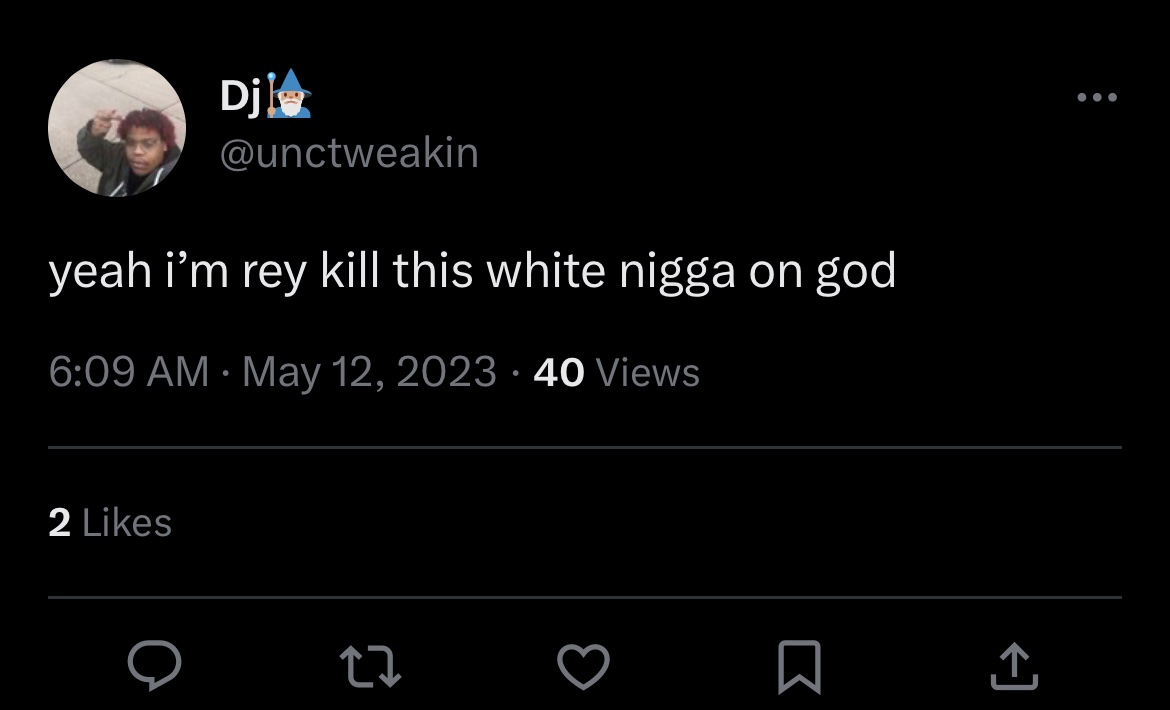 Dj🧙‍♂️
@unctweakin
yeah i’m rey kill this white nigga on god
6:09 AM · May 12, 2023 · 40 Views
2 Likes